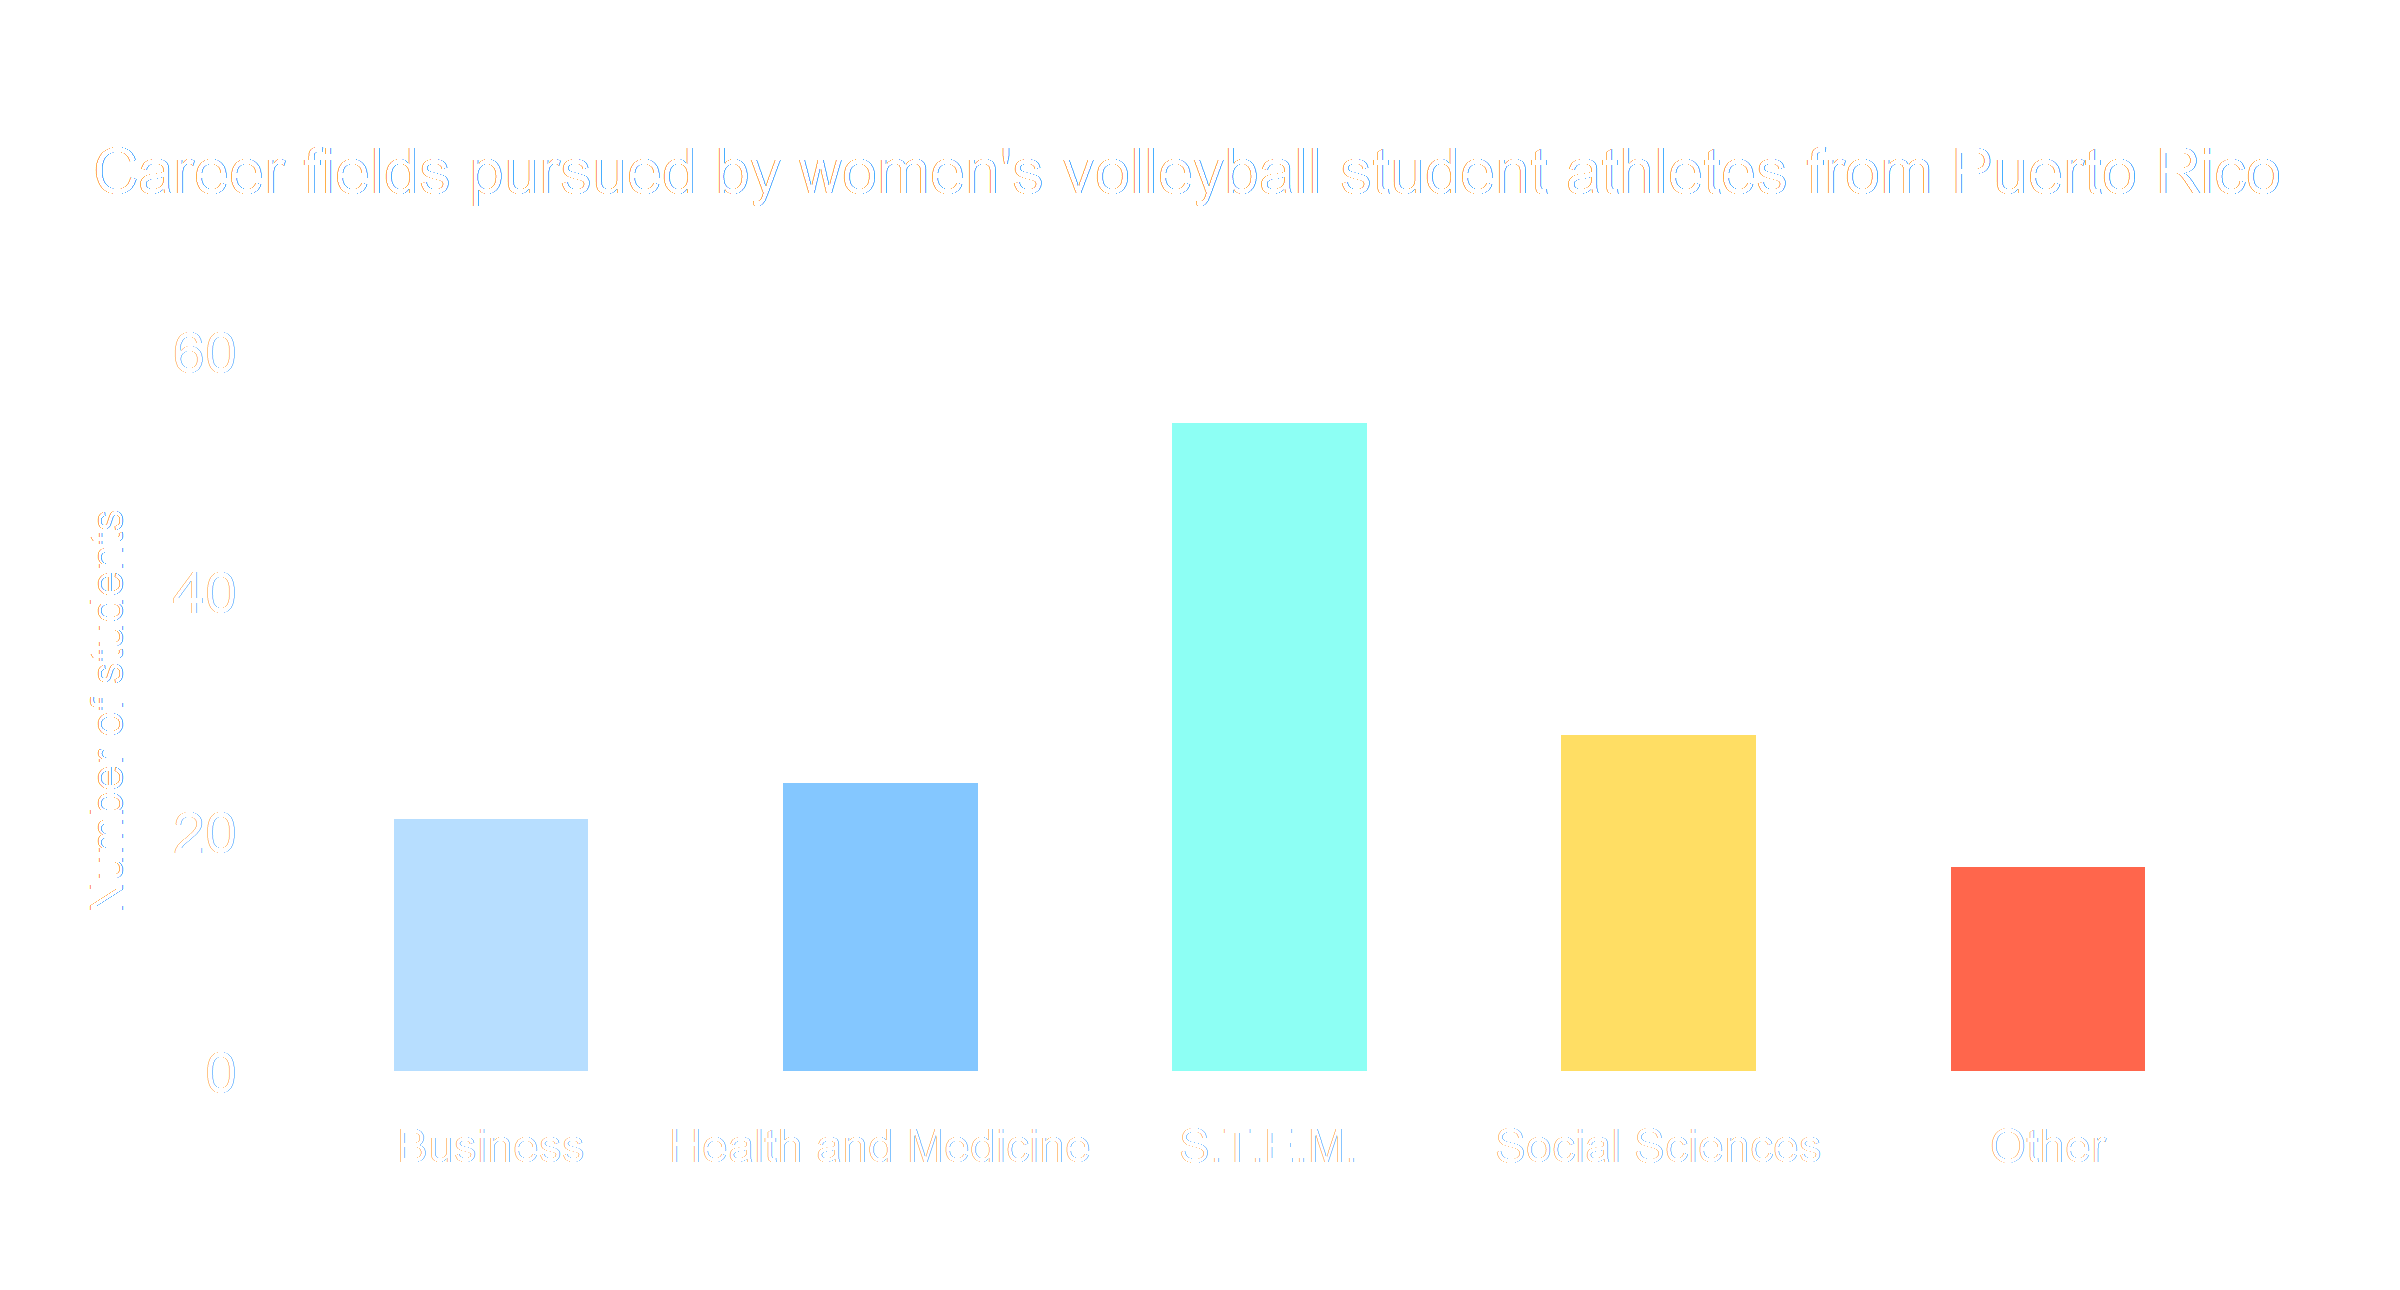 Career fields pursued by women's volleyball student athletes from Puerto Rico
Number of students
60
40
20
0
Business
Health and Medicine
S.T.E.M.
Social Sciences
Other